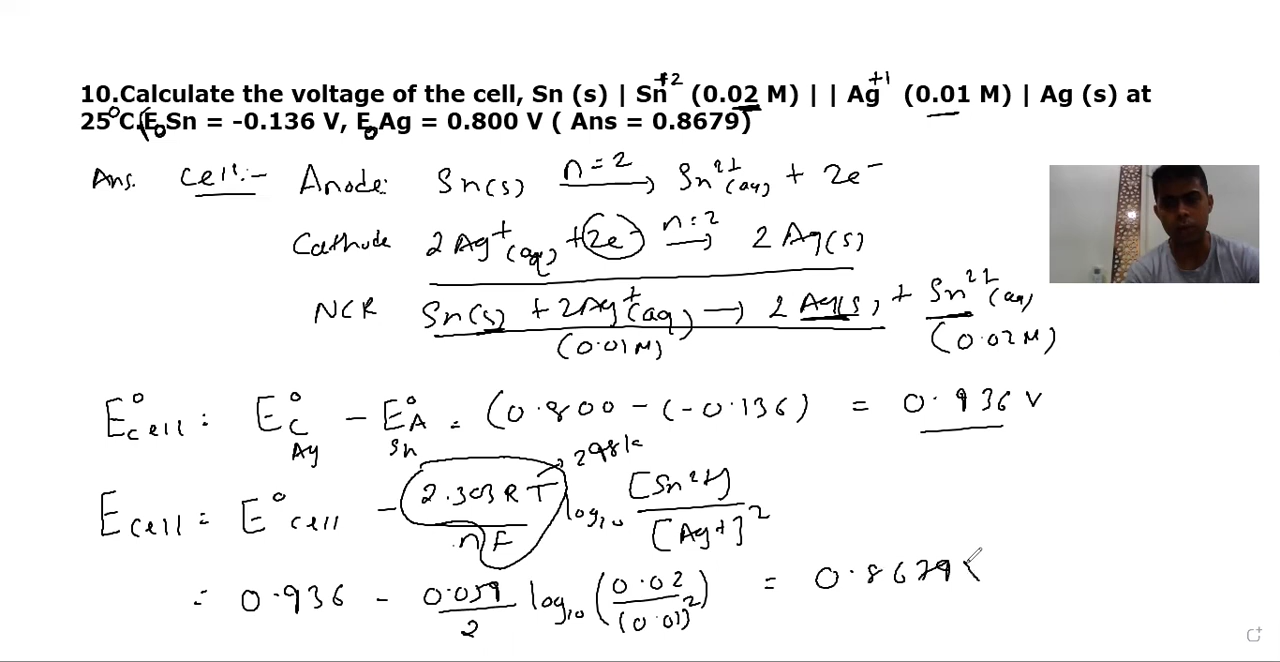 10.Calculate the voltage of the cell, Sn (s) | Sn+2 (0.02 M) | | Ag+1 (0.01 M) | Ag (s) at
25°C.(E0Sn = -0.136 V, E0Ag = 0.800 V ( Ans = 0.8679)
Ans. Cell:- Anode: Sn(s) n=2 → Sn2+(aq) + 2e-
Cathode 2Ag+(aq) + 2e- n=2 → 2Ag(s)
NCR Sn(s) + 2Ag+(aq) → 2Ag(s) + Sn2+(aq)
(0.01M) (0.02M)
E°cell = E°C - E°A = (0.800 - (-0.136) = 0.936 V
Ag Sn 298K
Ecell = E°cell - 2.303RT/nF log10 [Sn2+]/[Ag+]2
= 0.936 - 0.059/2 log10 (0.02/(0.01)2) = 0.8679